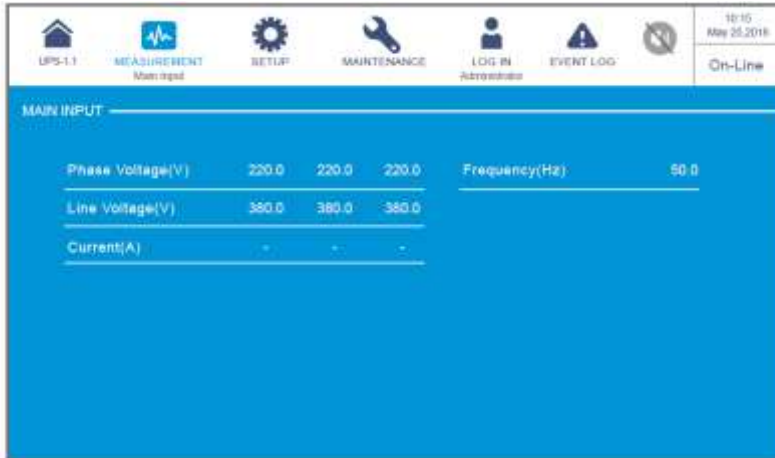 10:15
May 20,2016
UPS-1.1 MEASUREMENT SETUP MAINTENANCE LOG IN EVENT LOG
Main Input Administrator
On-Line
MAIN INPUT
Phase Voltage(V) 220.0 220.0 220.0 Frequency(Hz) 50.0
Line Voltage(V) 380.0 380.0 380.0
Current(A) - - -